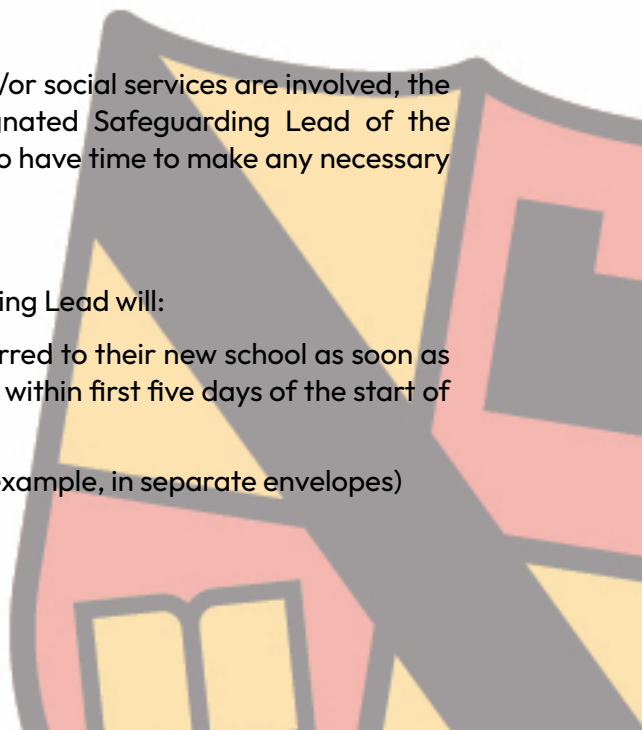 /or social services are involved, the
gnated Safeguarding Lead of the
o have time to make any necessary
ing Lead will:
rred to their new school as soon as
within first five days of the start of
example, in separate envelopes)